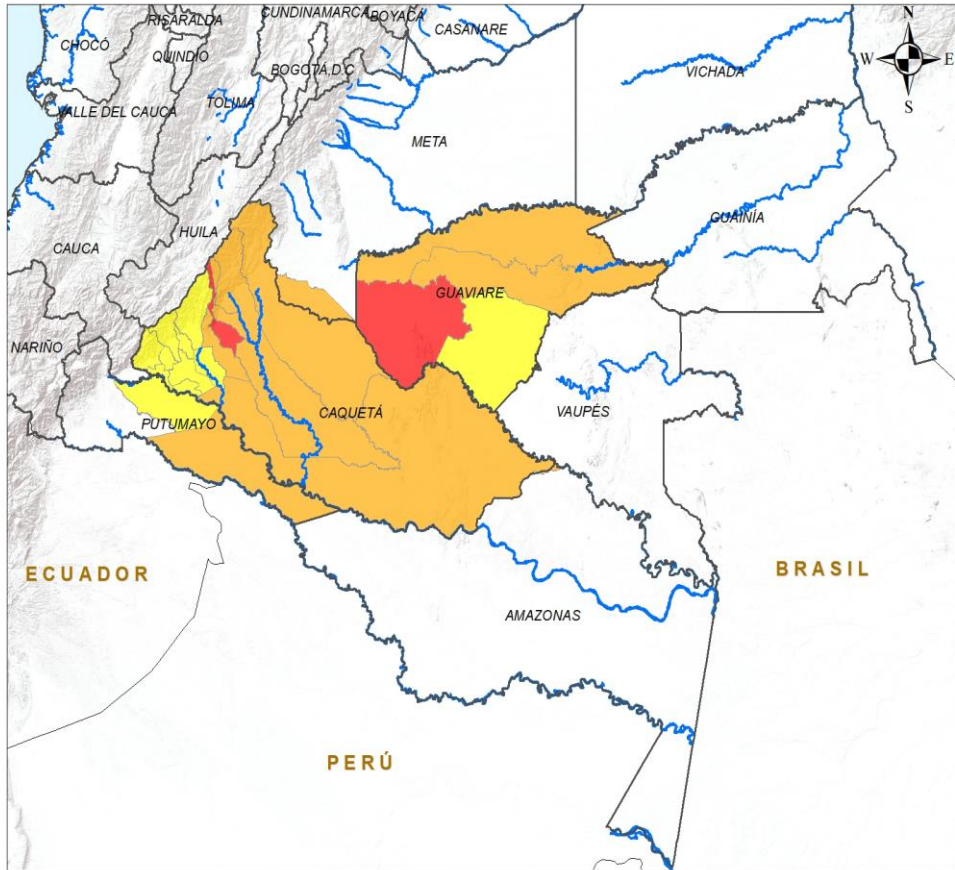 CUNDINAMARCA
BOYACÁ
RISARALDA
CASANARE
CHOCÓ
QUINDÍO
BOGOTÁ, D.C
VICHADA
N
W
E
S
TOLIMA
VALLE DEL CAUCA
META
GUAINÍA
HUILA
CAUCA
GUAVIARE
NARIÑO
CAQUETÁ
VAUPÉS
PUTUMAYO
ECUADOR
BRASIL
AMAZONAS
PERÚ